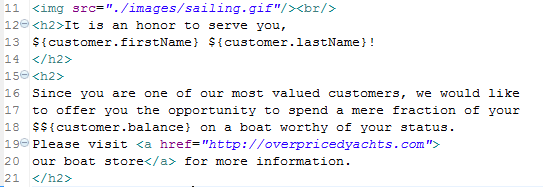 11 <img src="./images/sailing.gif"/><br/>
12 <h2>It is an honor to serve you,
13 ${customer.firstName} ${customer.lastName}!
14 </h2>
15 <h2>
16 Since you are one of our most valued customers, we would like
17 to offer you the opportunity to spend a mere fraction of your
18 $${customer.balance} on a boat worthy of your status.
19 Please visit <a href="http://overpricedyachts.com">
20 our boat store</a> for more information.
21 </h2>